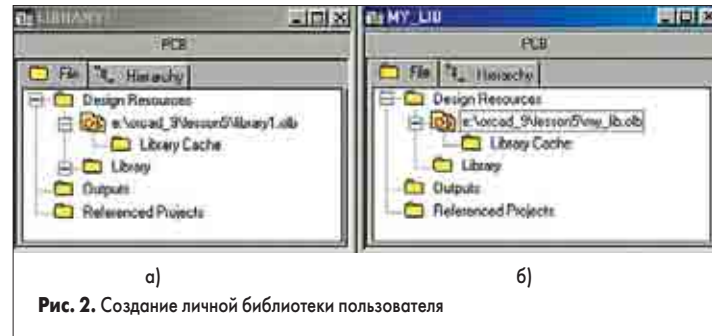 LIBRARY1
PCB
File Hierarchy
Design Resources
e:\orcad_9\lesson5\library1.olb
Library Cache
Library
Outputs
Referenced Projects
а)
MY_LIB
PCB
File Hierarchy
Design Resources
e:\orcad_9\lesson5\my_lib.olb
Library Cache
Library
Outputs
Referenced Projects
б)
Рис. 2. Создание личной библиотеки пользователя